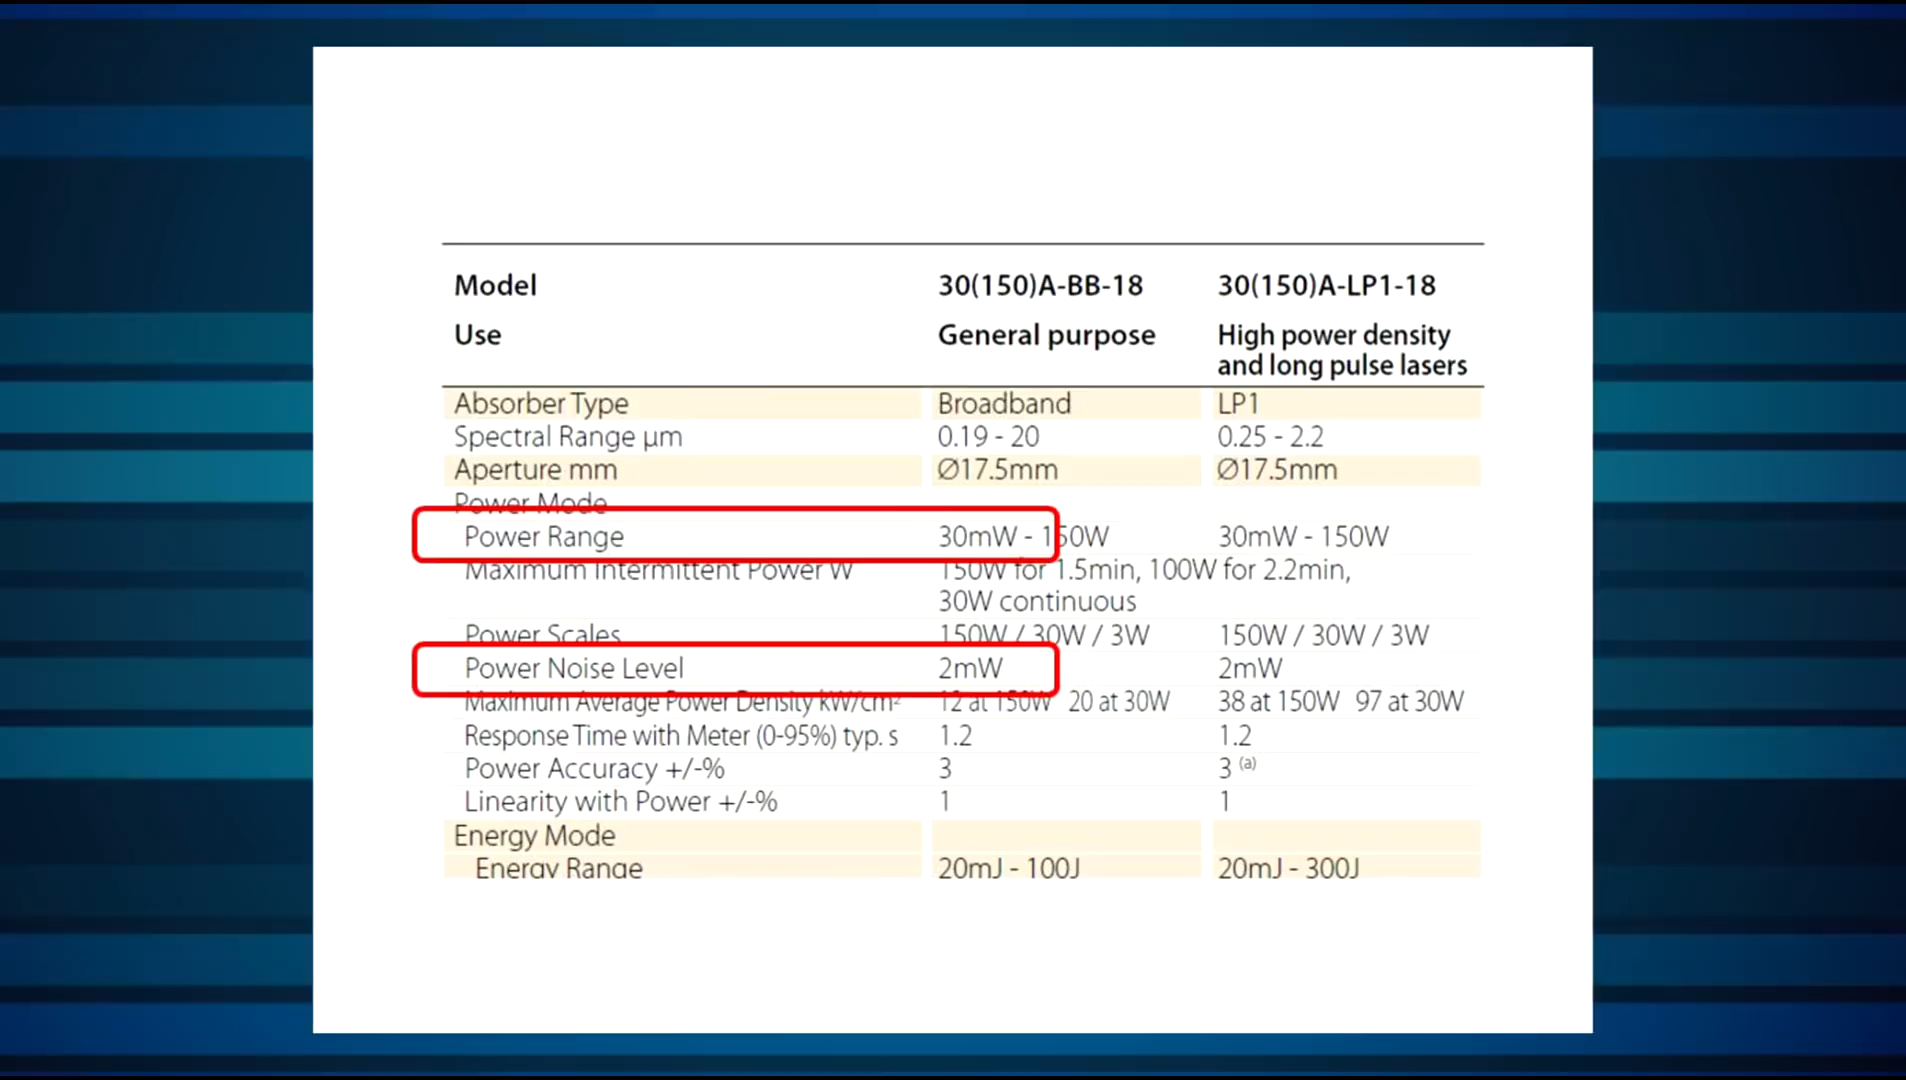 Model 30(150)A-BB-18 30(150)A-LP1-18
Use General purpose High power density
and long pulse lasers
Absorber Type Broadband LP1
Spectral Range µm 0.19 - 20 0.25 - 2.2
Aperture mm Ø17.5mm Ø17.5mm
Power Mode
Power Range 30mW - 150W 30mW - 150W
Maximum Intermittent Power W 150W for 1.5min, 100W for 2.2min,
30W continuous
Power Scales 150W / 30W / 3W 150W / 30W / 3W
Power Noise Level 2mW 2mW
Maximum Average Power Density kW/cm² 12 at 150W 20 at 30W 38 at 150W 97 at 30W
Response Time with Meter (0-95%) typ. s 1.2 1.2
Power Accuracy +/-% 3 3 (a)
Linearity with Power +/-% 1 1
Energy Mode
Energy Range 20mJ - 100J 20mJ - 300J